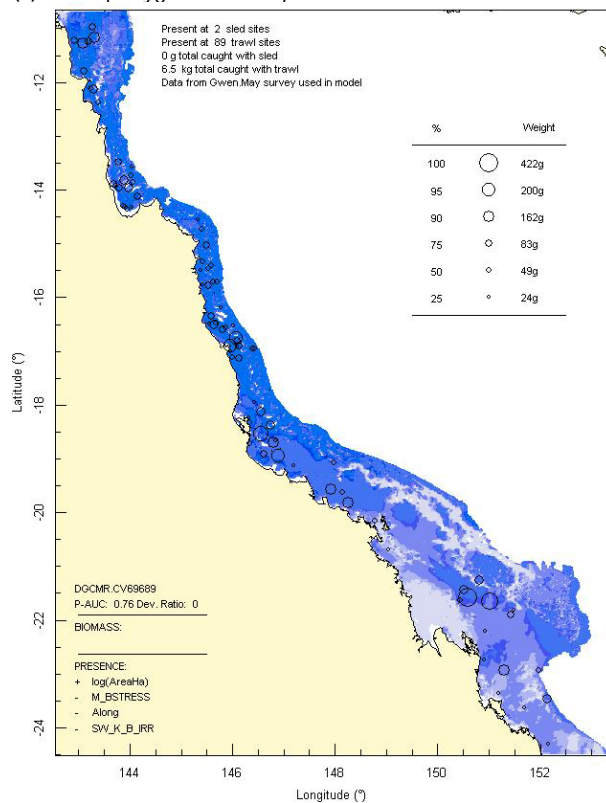 Present at 2 sled sites
Present at 89 trawl sites
0 g total caught with sled
6.5 kg total caught with trawl
Data from Gwen.May survey used in model
% Weight
100 422g
95 200g
90 162g
75 83g
50 49g
25 24g
-12
-14
-16
-18
-20
-22
-24
Latitude (°)
DGCMR.CV69689
P-AUC: 0.76 Dev. Ratio: 0
BIOMASS:
PRESENCE:
+ log(AreaHa)
- M_BSTRESS
- Along
- SW_K_B_IRR
144 146 148 150 152
Longitude (°)